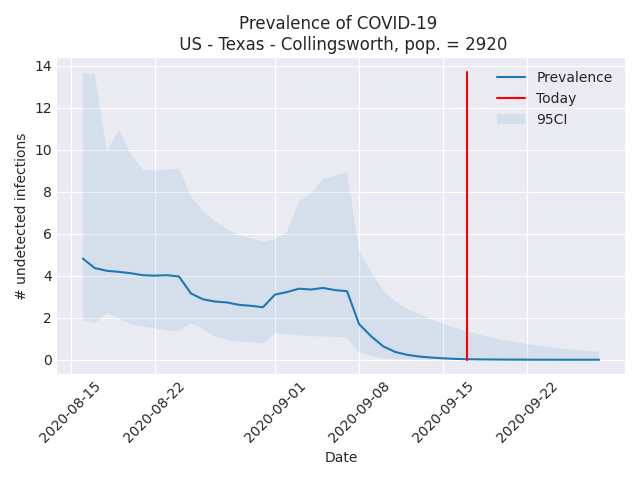 Prevalence of COVID-19
US - Texas - Collingsworth, pop. = 2920
14
12
10
8
6
4
2
0
# undetected infections
Prevalence
Today
95CI
2020-08-15
2020-08-22
2020-09-01
2020-09-08
2020-09-15
2020-09-22
Date